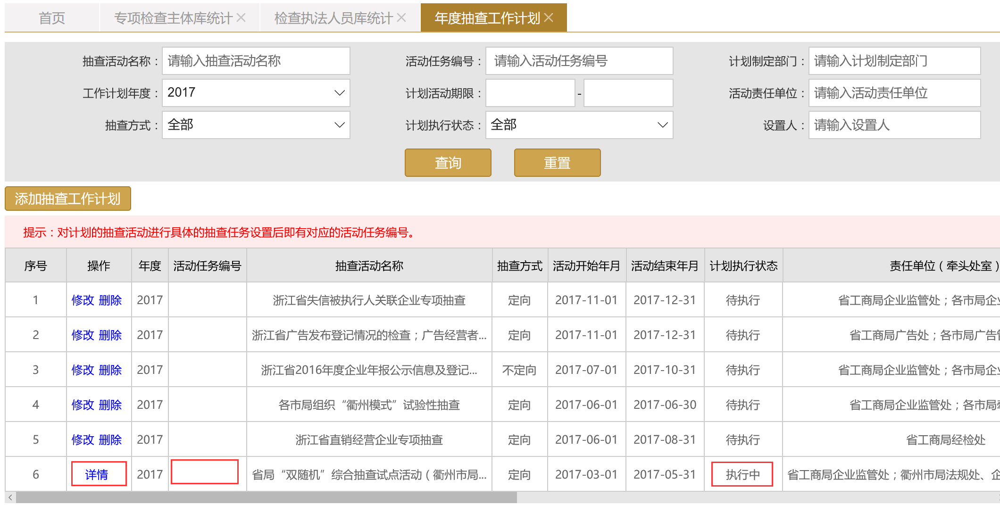 首页 专项检查主体库统计 检查执法人员库统计 年度抽查工作计划
抽查活动名称： 请输入抽查活动名称 活动任务编号： 请输入活动任务编号 计划制定部门： 请输入计划制定部门
工作计划年度： 2017 计划活动期限： - 活动责任单位： 请输入活动责任单位
抽查方式： 全部 计划执行状态： 全部 设置人： 请输入设置人
查询 重置
添加抽查工作计划
提示：对计划的抽查活动进行具体的抽查任务设置后即有对应的活动任务编号。
序号 操作 年度 活动任务编号 抽查活动名称 抽查方式 活动开始年月 活动结束年月 计划执行状态 责任单位（牵头处室）
1 修改 删除 2017 浙江省失信被执行人关联企业专项抽查 定向 2017-11-01 2017-12-31 待执行 省工商局企业监管处；各市局企业
2 修改 删除 2017 浙江省广告发布登记情况的检查；广告经营者... 定向 2017-11-01 2017-12-31 待执行 省工商局广告处；各市局广告管
3 修改 删除 2017 浙江省2016年度企业年报公示信息及登记... 不定向 2017-07-01 2017-10-31 待执行 省工商局企业监管处；各市局企业
4 修改 删除 2017 各市局组织“衢州模式”试验性抽查 定向 2017-06-01 2017-06-30 待执行 省工商局企业监管处；各市局牵
5 修改 删除 2017 浙江省直销经营企业专项抽查 定向 2017-06-01 2017-08-31 待执行 省工商局经检处
6 详情 2017 省局“双随机”综合抽查试点活动（衢州市局... 定向 2017-03-01 2017-05-31 执行中 省工商局企业监管处；衢州市局法规处、企